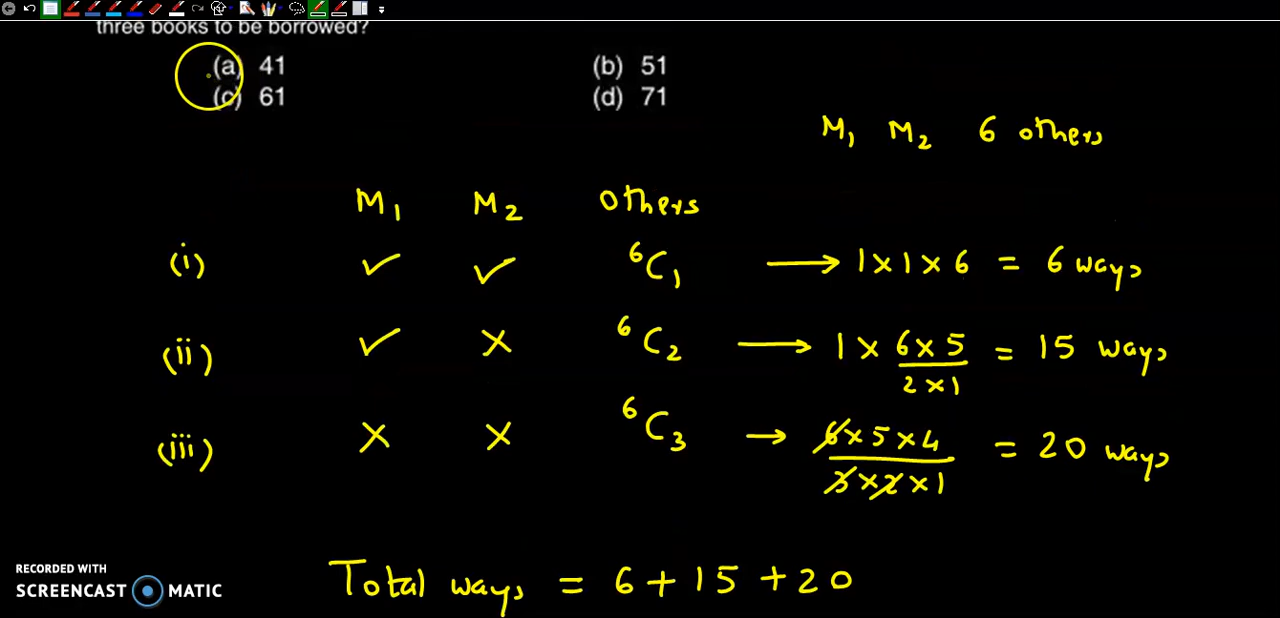 three books to be borrowed?
(a) 41 (b) 51
(c) 61 (d) 71
M₁ M₂ 6 others
M₁ M₂ Others
(i) ✓ ✓ ⁶C₁ → 1 × 1 × 6 = 6 ways
(ii) ✓ × ⁶C₂ → 1 × 6 × 5 / 2 × 1 = 15 ways
(iii) × × ⁶C₃ → 6 × 5 × 4 / 3 × 2 × 1 = 20 ways
Total ways = 6 + 15 + 20
RECORDED WITH
SCREENCAST MATIC